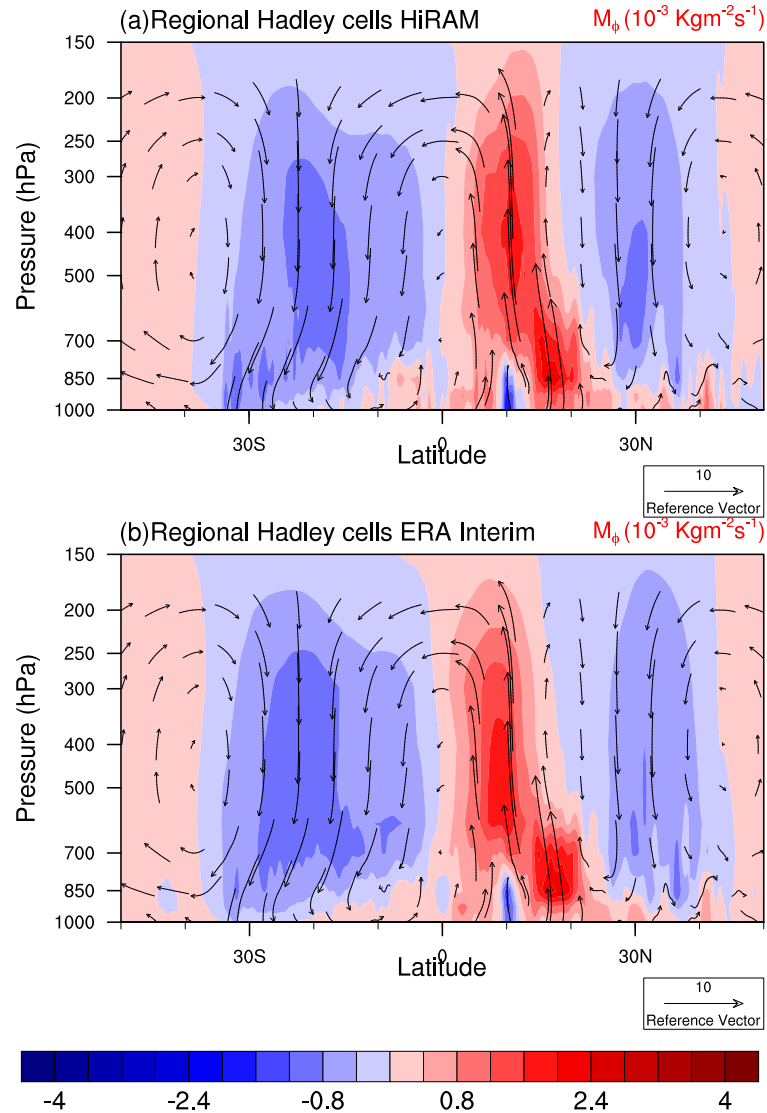 (a)Regional Hadley cells HiRAM
M_ϕ (10⁻³ Kgm⁻²s⁻¹)
150
200
250
300
400
500
700
850
1000
Pressure (hPa)
30S
0
30N
Latitude
10
Reference Vector
(b)Regional Hadley cells ERA Interim
M_ϕ (10⁻³ Kgm⁻²s⁻¹)
150
200
250
300
400
500
700
850
1000
Pressure (hPa)
30S
0
30N
Latitude
10
Reference Vector
-4 -2.4 -0.8 0.8 2.4 4